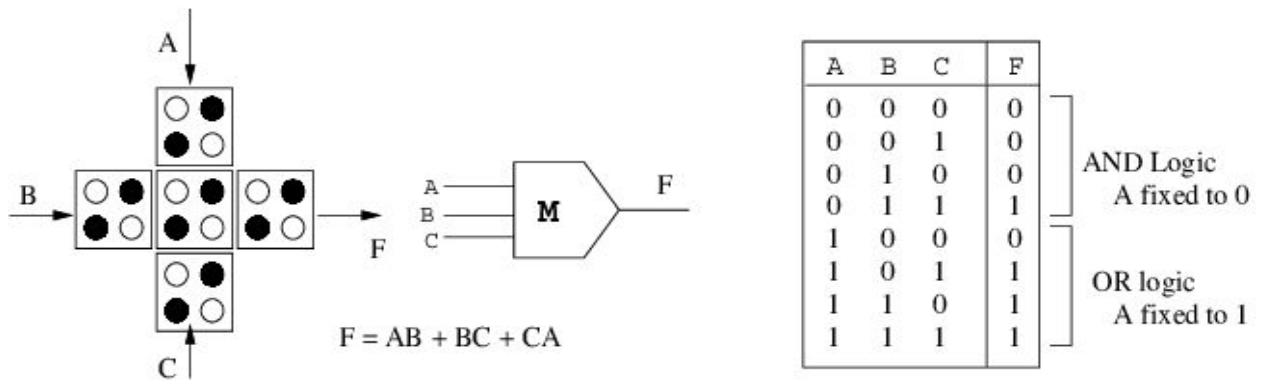 A
B
F
C
A
B
C
M
F
F = AB + BC + CA
A B C F
0 0 0 0
0 0 1 0
0 1 0 0
0 1 1 1
1 0 0 0
1 0 1 1
1 1 0 1
1 1 1 1
AND Logic
A fixed to 0
OR logic
A fixed to 1